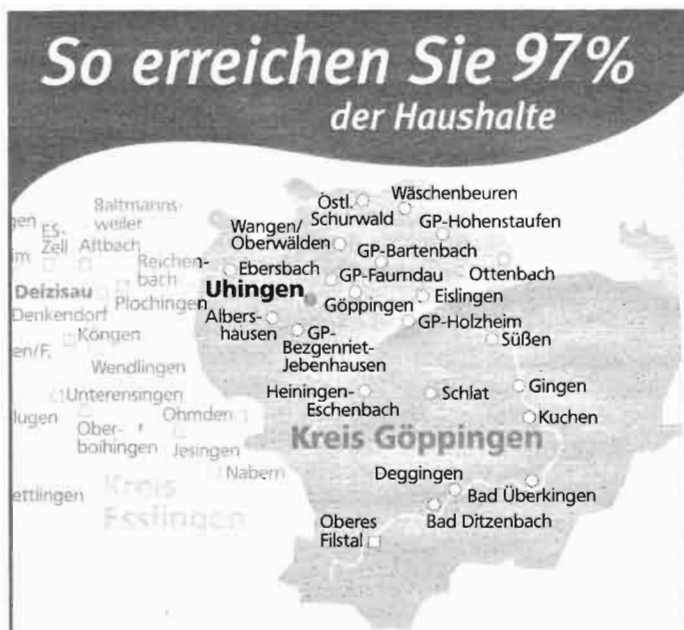 So erreichen Sie 97%
der Haushalte
Baltmanns-
weiler
ES-
Zell
Altbach
Reichen-
bach
Deizisau
Plochingen
Denkendorf
Köngen
Wendlingen
Unterensingen
Ober-
boihingen
Ohmden
Jesingen
Nabern
Kreis
Esslingen
Östl.
Schurwald
Wäschenbeuren
Wangen/
Oberwälden
GP-Hohenstaufen
GP-Bartenbach
Ebersbach
GP-Faurndau
Ottenbach
Uhingen
Göppingen
Eislingen
Albers-
hausen
GP-
Bezgenriet-
Jebenhausen
GP-Holzheim
Süßen
Heiningen-
Eschenbach
Schlat
Gingen
Kuchen
Kreis Göppingen
Deggingen
Bad Überkingen
Bad Ditzenbach
Oberes
Filstal